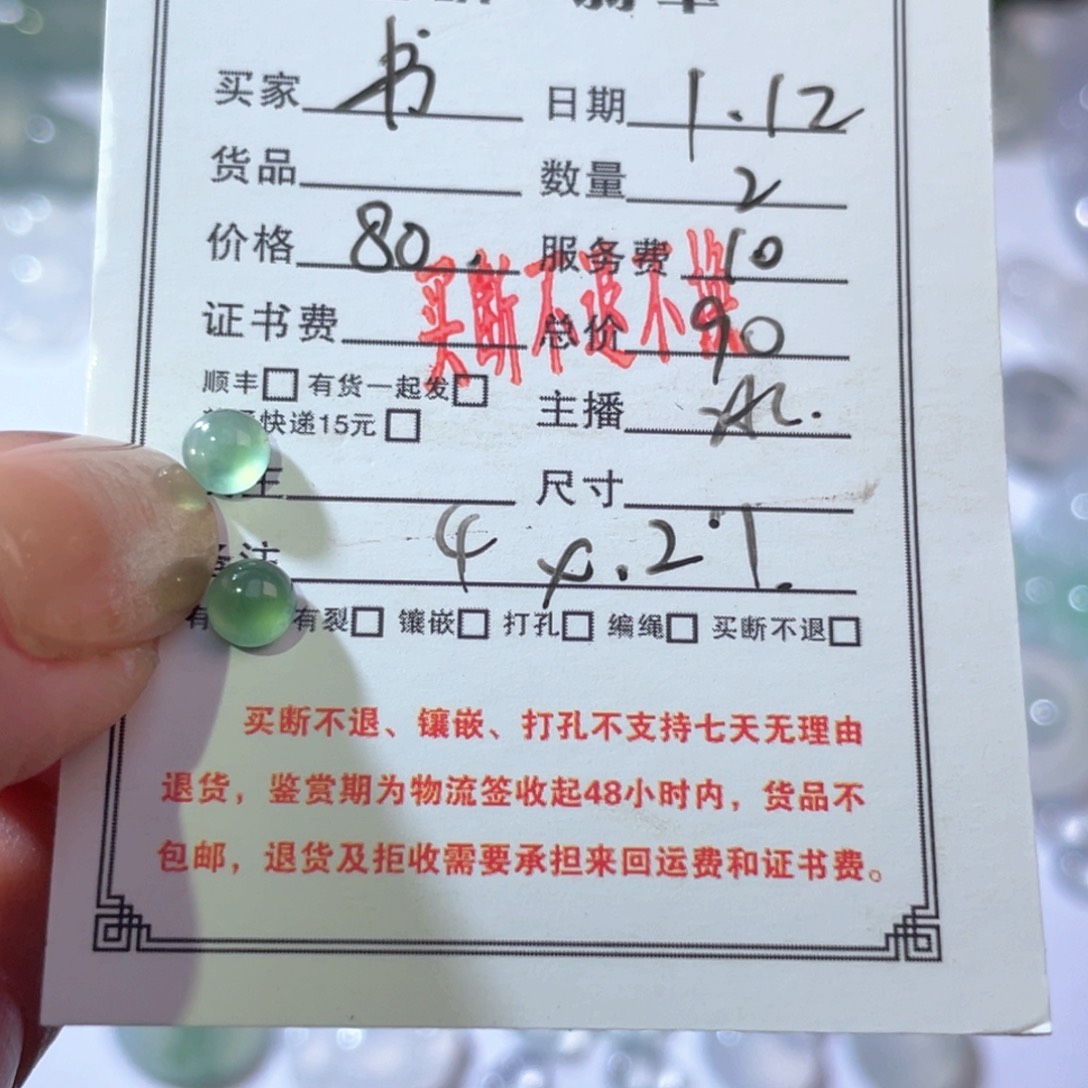 买家 书 日期 1.12
货品 数量 2
价格 80. 服务费 10
买断不退不换
证书费 总价 90
顺丰 有货一起发
快递15元 主播
主 尺寸
备注
有 有裂 镶嵌 打孔 编绳 买断不退
买断不退、镶嵌、打孔不支持七天无理由
退货，鉴赏期为物流签收起48小时内，货品不
包邮，退货及拒收需要承担来回运费和证书费。